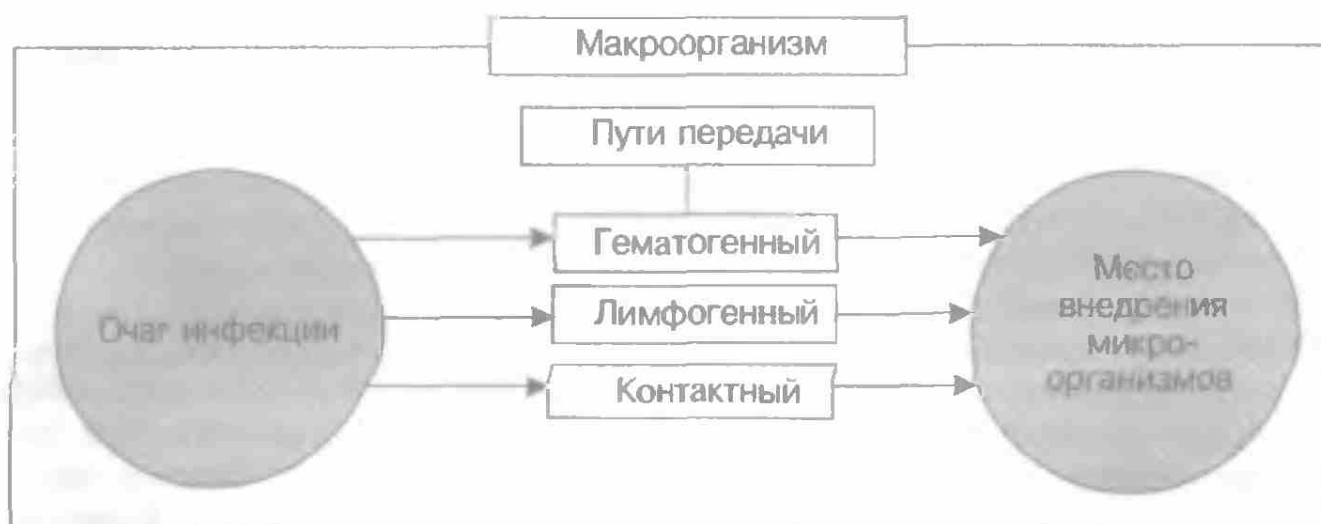 Макроорганизм
Пути передачи
Очаг инфекции
Гематогенный
Лимфогенный
Контактный
Место
внедрения
микро-
организмов